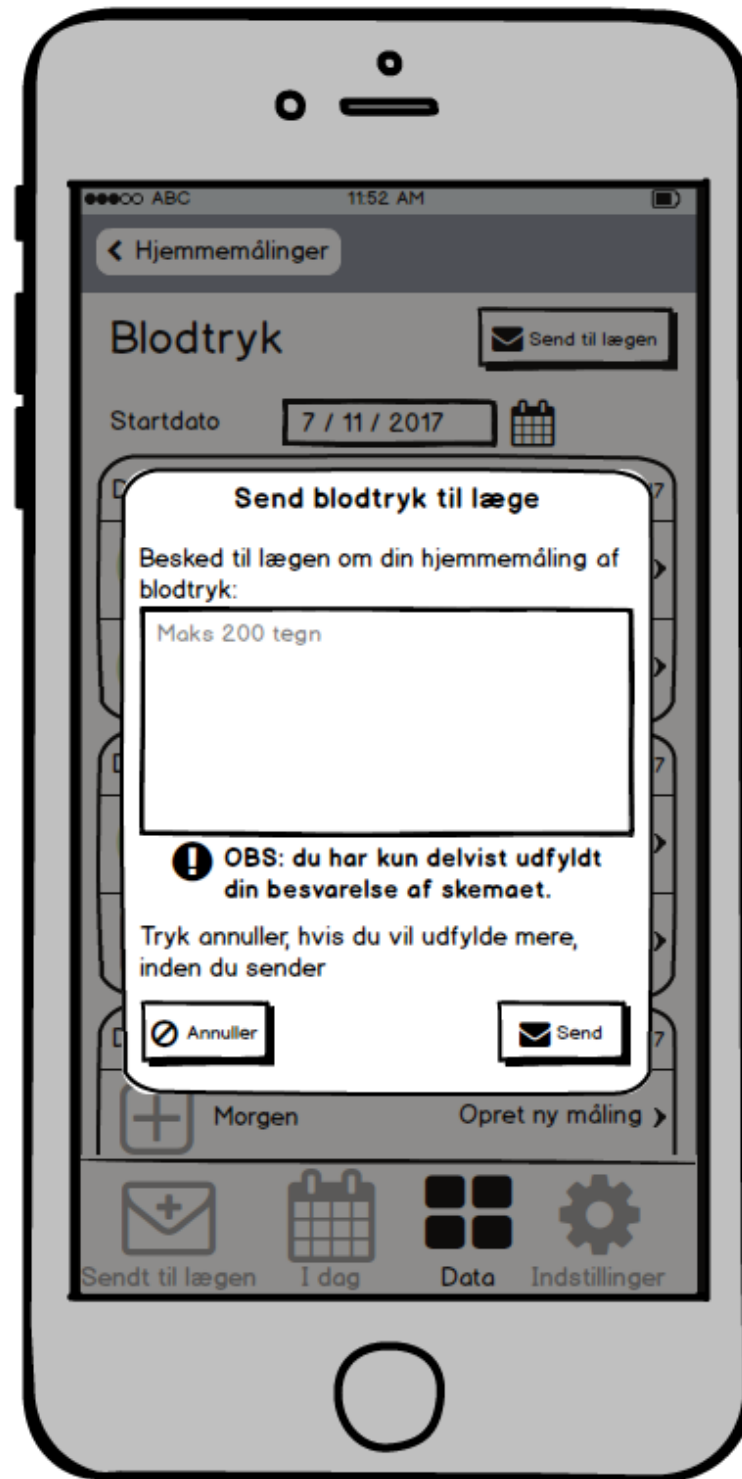 ABC 11:52 AM
Hjemmemålinger
Blodtryk
Send til lægen
Startdato 7 / 11 / 2017
Send blodtryk til læge
Besked til lægen om din hjemmemåling af
blodtryk:
Maks 200 tegn
OBS: du har kun delvist udfyldt
din besvarelse af skemaet.
Tryk annuller, hvis du vil udfylde mere,
inden du sender
Annuller Send
Morgen Opret ny måling
Sendt til lægen I dag Data Indstillinger